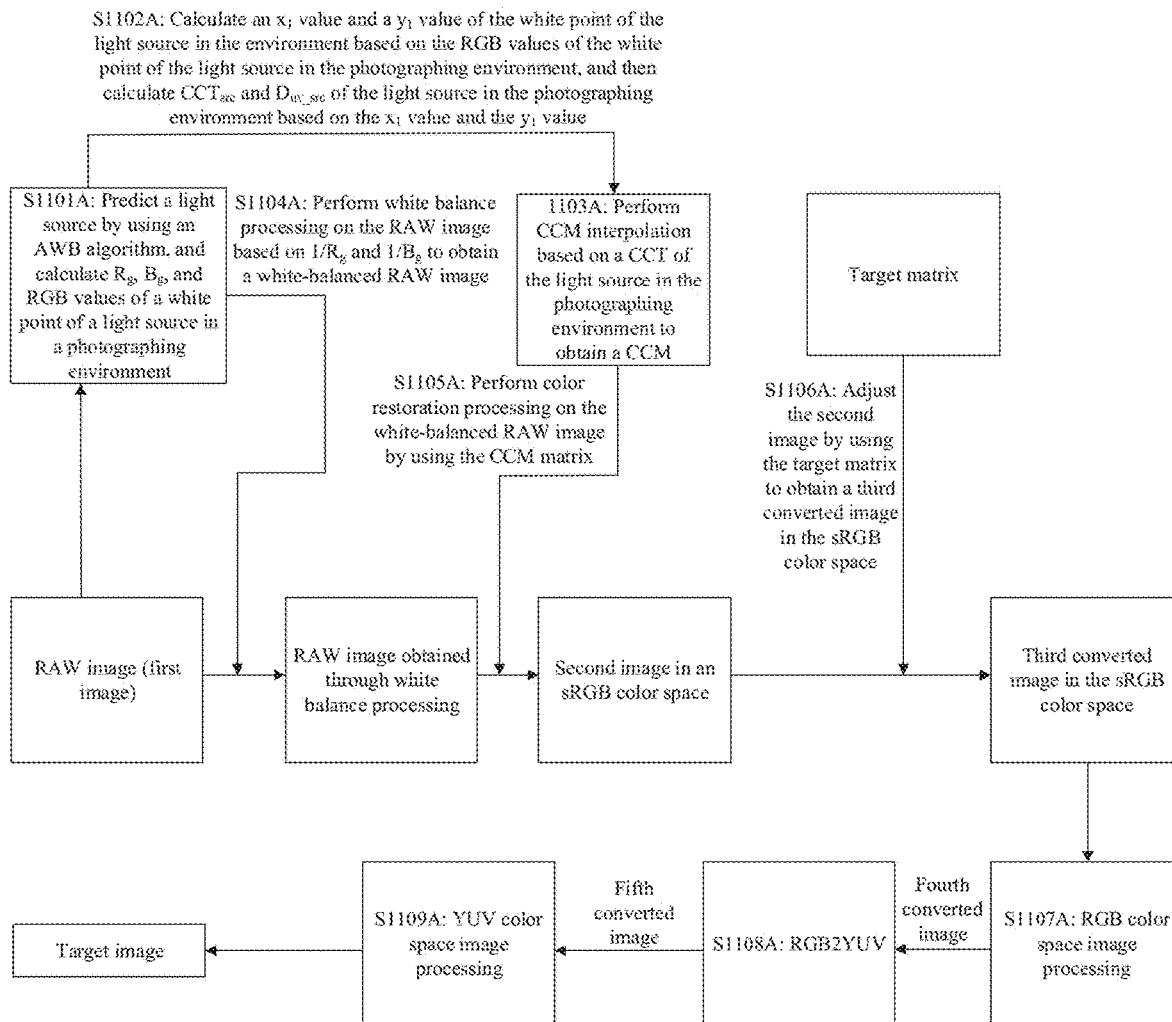 S1102A: Calculate an x₁ value and a y₁ value of the white point of the
light source in the environment based on the RGB values of the white
point of the light source in the photographing environment, and then
calculate CCTsrc and Duv_src of the light source in the photographing
environment based on the x₁ value and the y₁ value
S1101A: Predict a light
source by using an
AWB algorithm, and
calculate Rg, Bg, and
RGB values of a white
point of a light source in
a photographing
environment
S1104A: Perform white balance
processing on the RAW image
based on 1/Rg and 1/Bg to obtain
a white-balanced RAW image
1103A: Perform
CCM interpolation
based on a CCT of
the light source in the
photographing
environment to
obtain a CCM
Target matrix
S1105A: Perform color
restoration processing on the
white-balanced RAW image
by using the CCM matrix
S1106A: Adjust
the second
image by using
the target matrix
to obtain a third
converted image
in the sRGB
color space
RAW image (first
image)
RAW image obtained
through white
balance processing
Second image in an
sRGB color space
Third converted
image in the sRGB
color space
Target image
S1109A: YUV color
space image
processing
Fifth
converted
image
S1108A: RGB2YUV
Fourth
converted
image
S1107A: RGB color
space image
processing